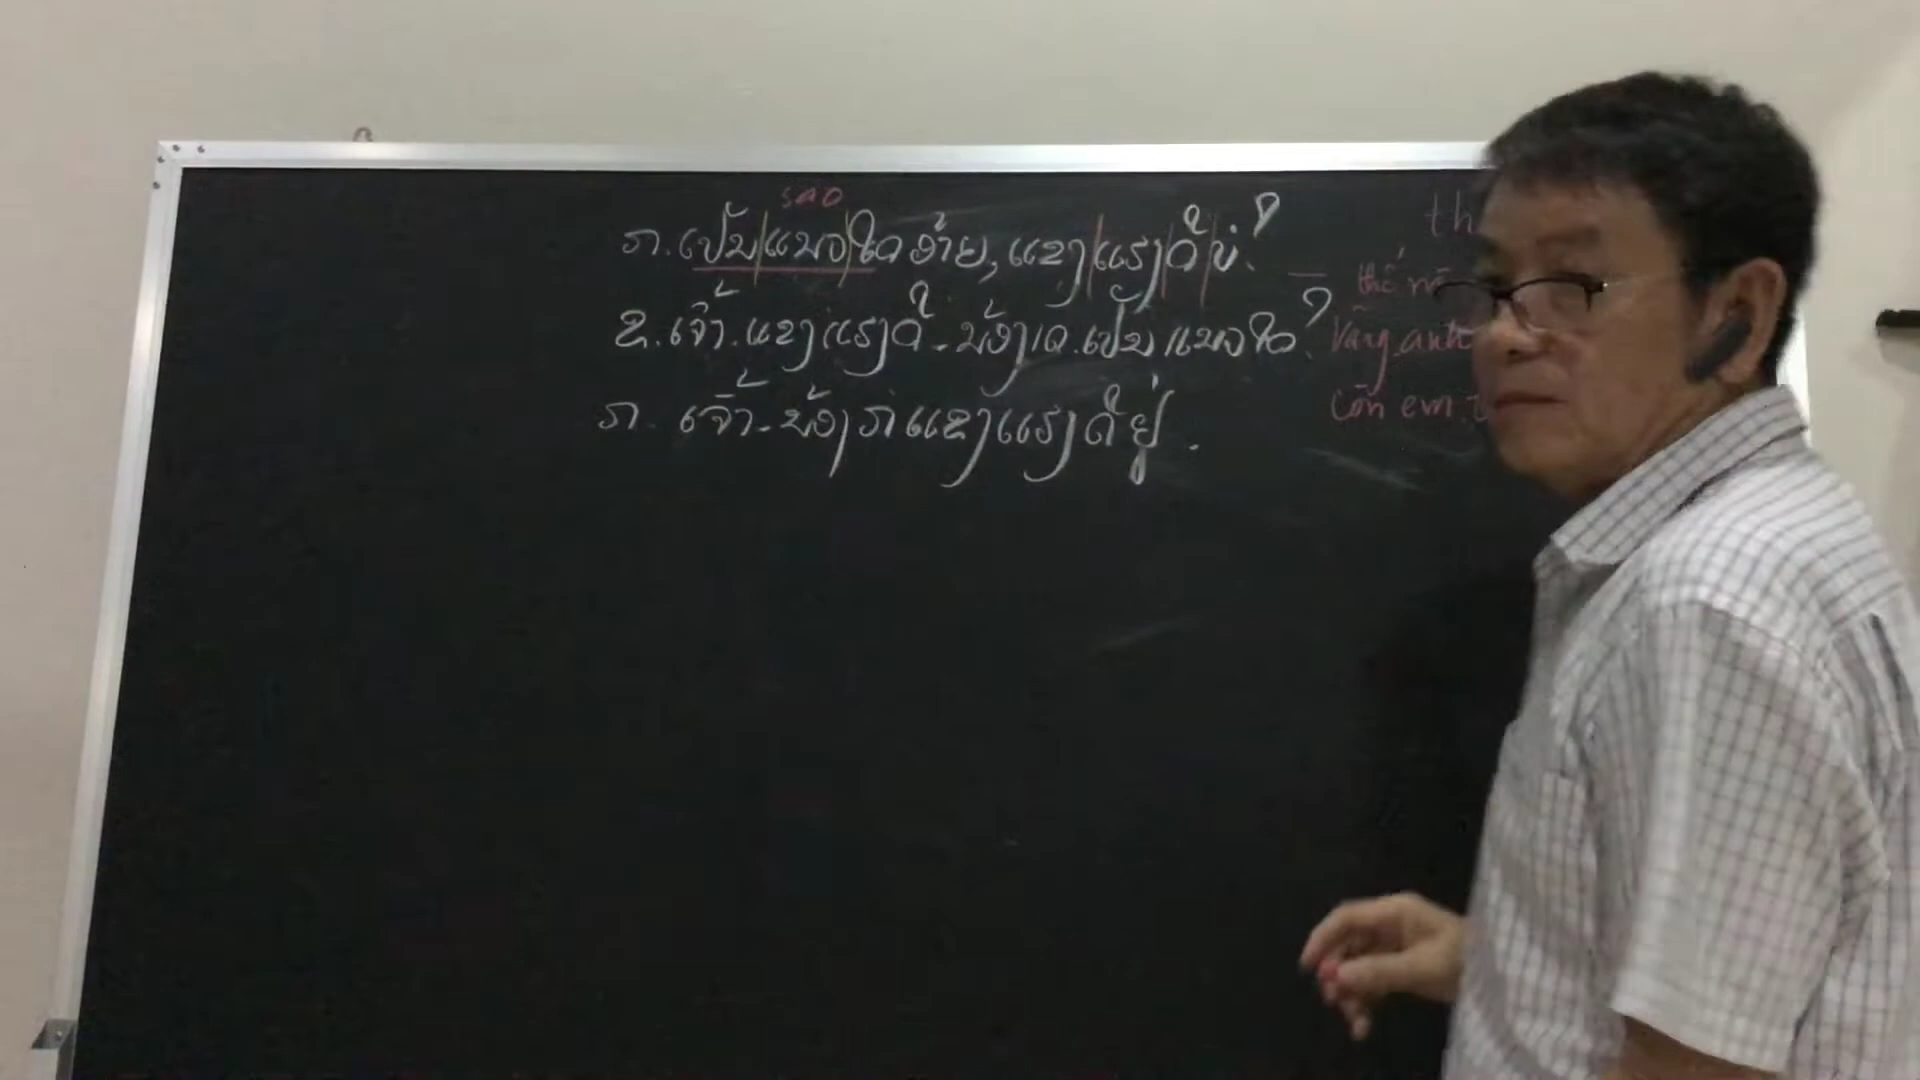 sao
ກ. ເປັນ ແນວ ໃດ ອ້າຍ, ແຂງ ແຮງ ດີ ບໍ່?
th
thế
ຂ. ເຈົ້າ. ແຂງ ແຮງ ດີ - ນ້ອງ ເດ. ເປັນ ແນວ ໃດ?
Vâng. anh
ກ. ເຈົ້າ - ນ້ອງ ກໍ່ ແຂງ ແຮງ ດີ ຢູ່.
còn em.